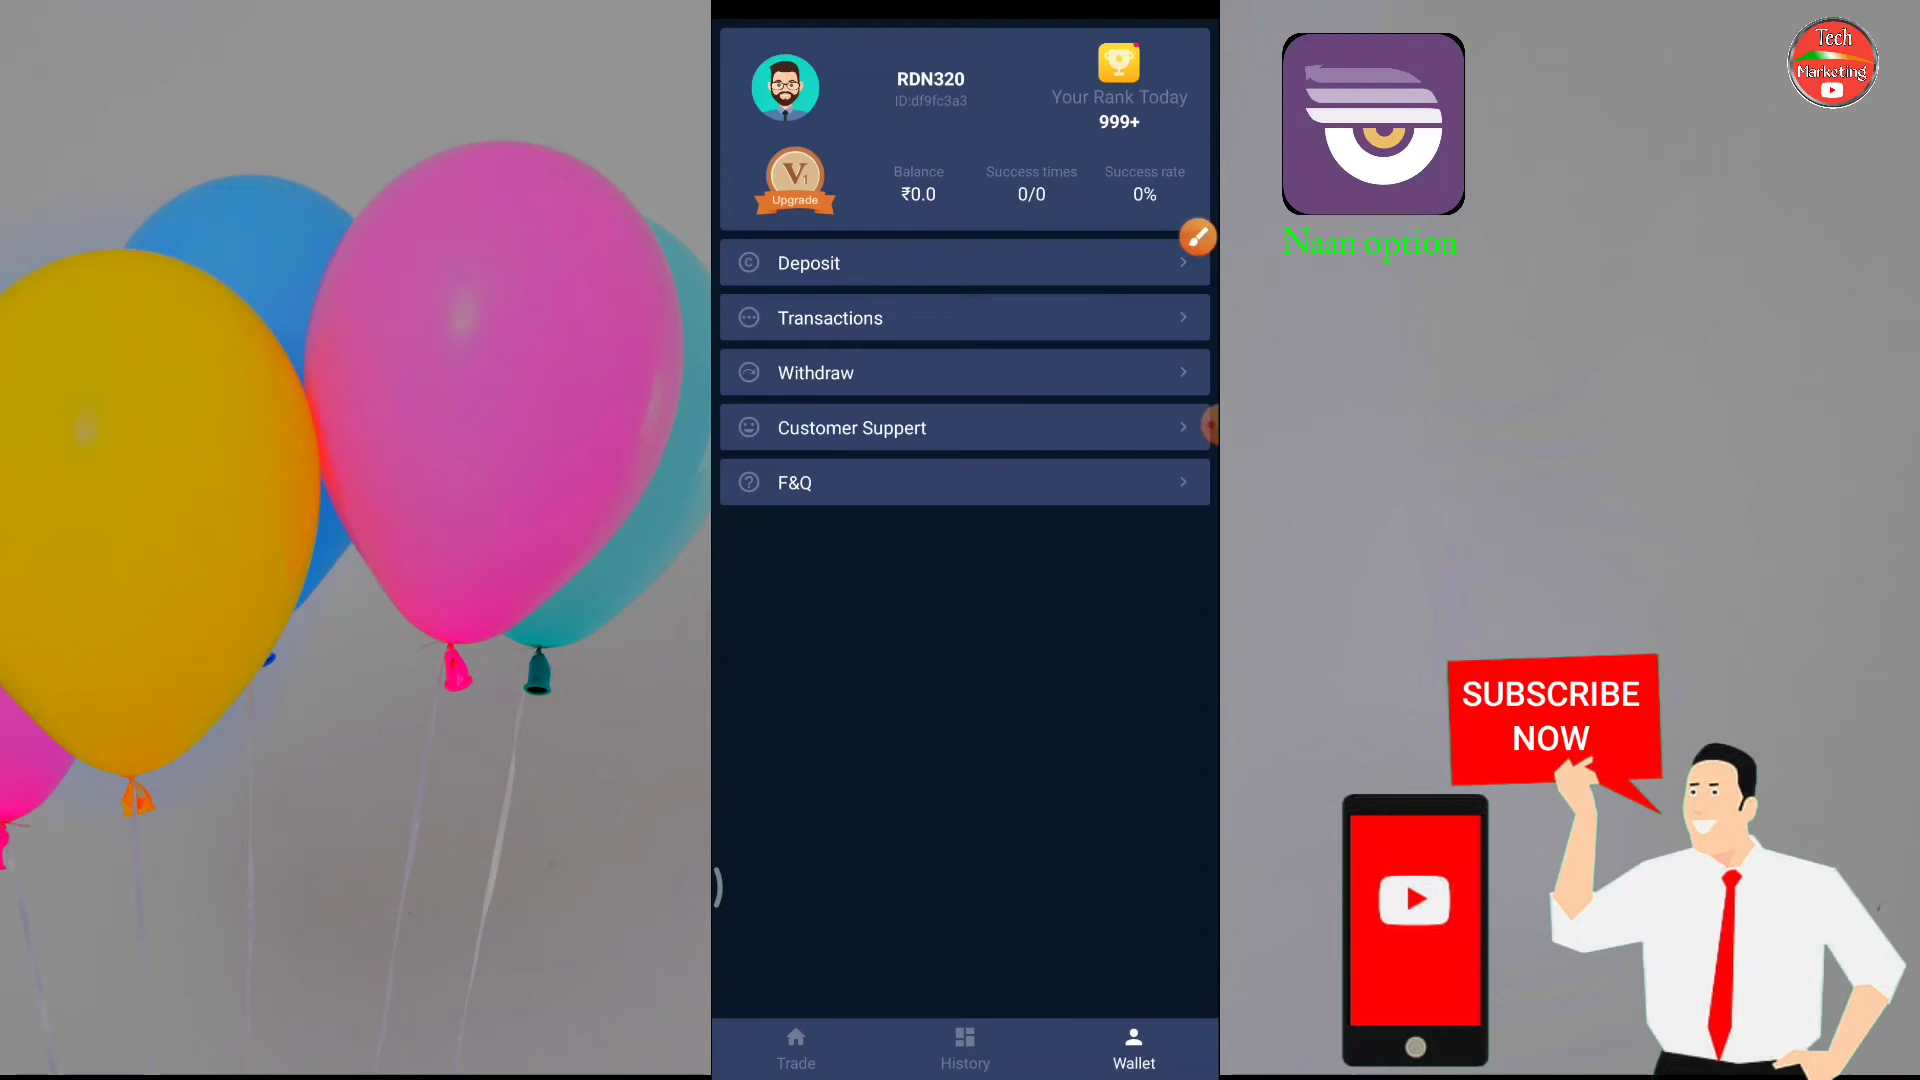 RDN320
ID:df9fc3a3
Your Rank Today
999+
V1
Upgrade
Balance
₹0.0
Success times
0/0
Success rate
0%
Deposit
Transactions
Withdraw
Customer Suppert
F&Q
Trade
History
Wallet
Naan option
Tech
Marketing
SUBSCRIBE
NOW